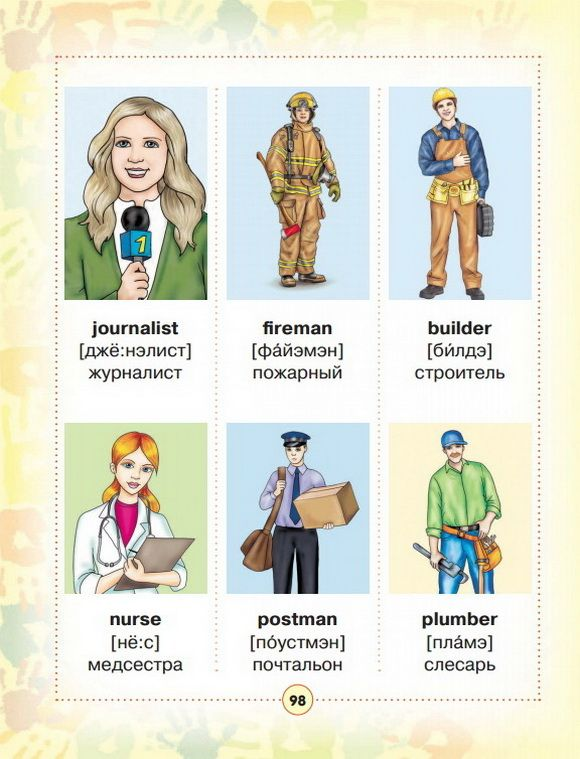 1
journalist
[джё:нэлист]
журналист
fireman
[фа́йэмэн]
пожарный
builder
[би́лдэ]
строитель
nurse
[нё:с]
медсестра
postman
[по́устмэн]
почтальон
plumber
[пла́мэ]
слесарь
98